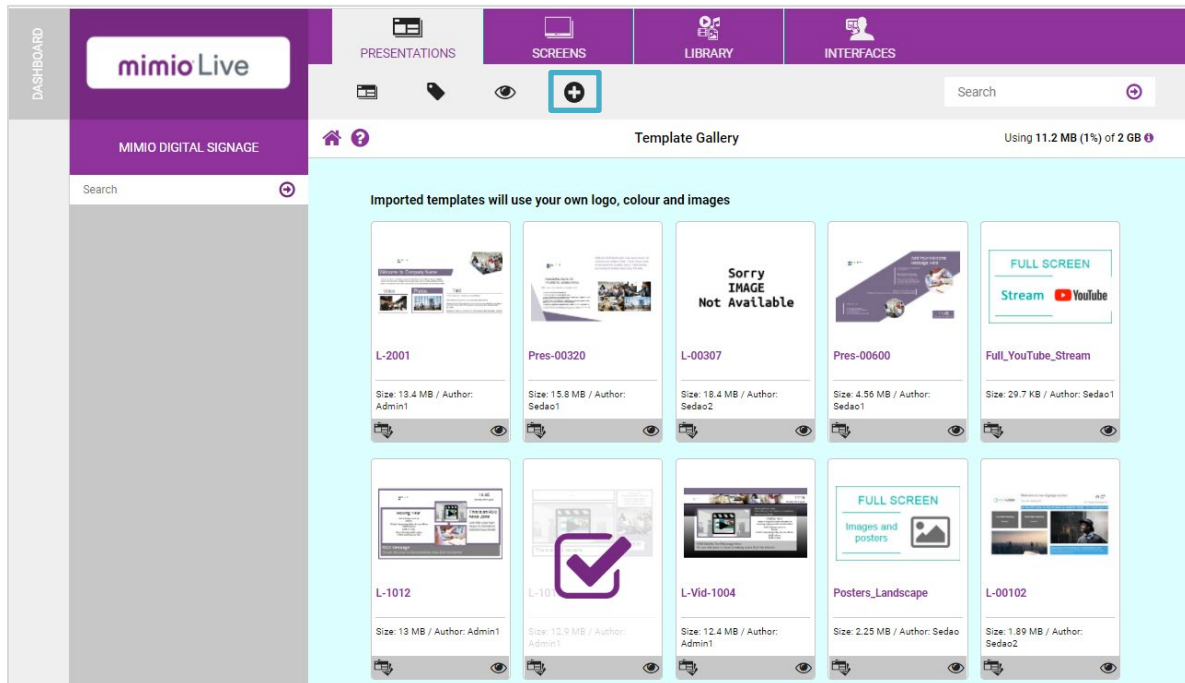 DASHBOARD
mimio Live
PRESENTATIONS
SCREENS
LIBRARY
INTERFACES
Search
MIMIO DIGITAL SIGNAGE
Template Gallery
Using 11.2 MB (1%) of 2 GB
Search
Imported templates will use your own logo, colour and images
Welcome to Company Name
Sorry
IMAGE
Not Available
FULL SCREEN
Stream YouTube
L-2001
Pres-00320
L-00307
Pres-00600
Full_YouTube_Stream
Size: 13.4 MB / Author:
Admin1
Size: 15.8 MB / Author:
Sedao1
Size: 18.4 MB / Author:
Sedao2
Size: 4.56 MB / Author:
Sedao1
Size: 29.7 KB / Author: Sedao1
FULL SCREEN
Images and
posters
L-1012
L-Vid-1004
Posters_Landscape
L-00102
Size: 13 MB / Author: Admin1
Size: 12.9 MB / Author:
Admin1
Size: 12.4 MB / Author:
Admin1
Size: 2.25 MB / Author: Sedao
Size: 1.89 MB / Author:
Sedao2